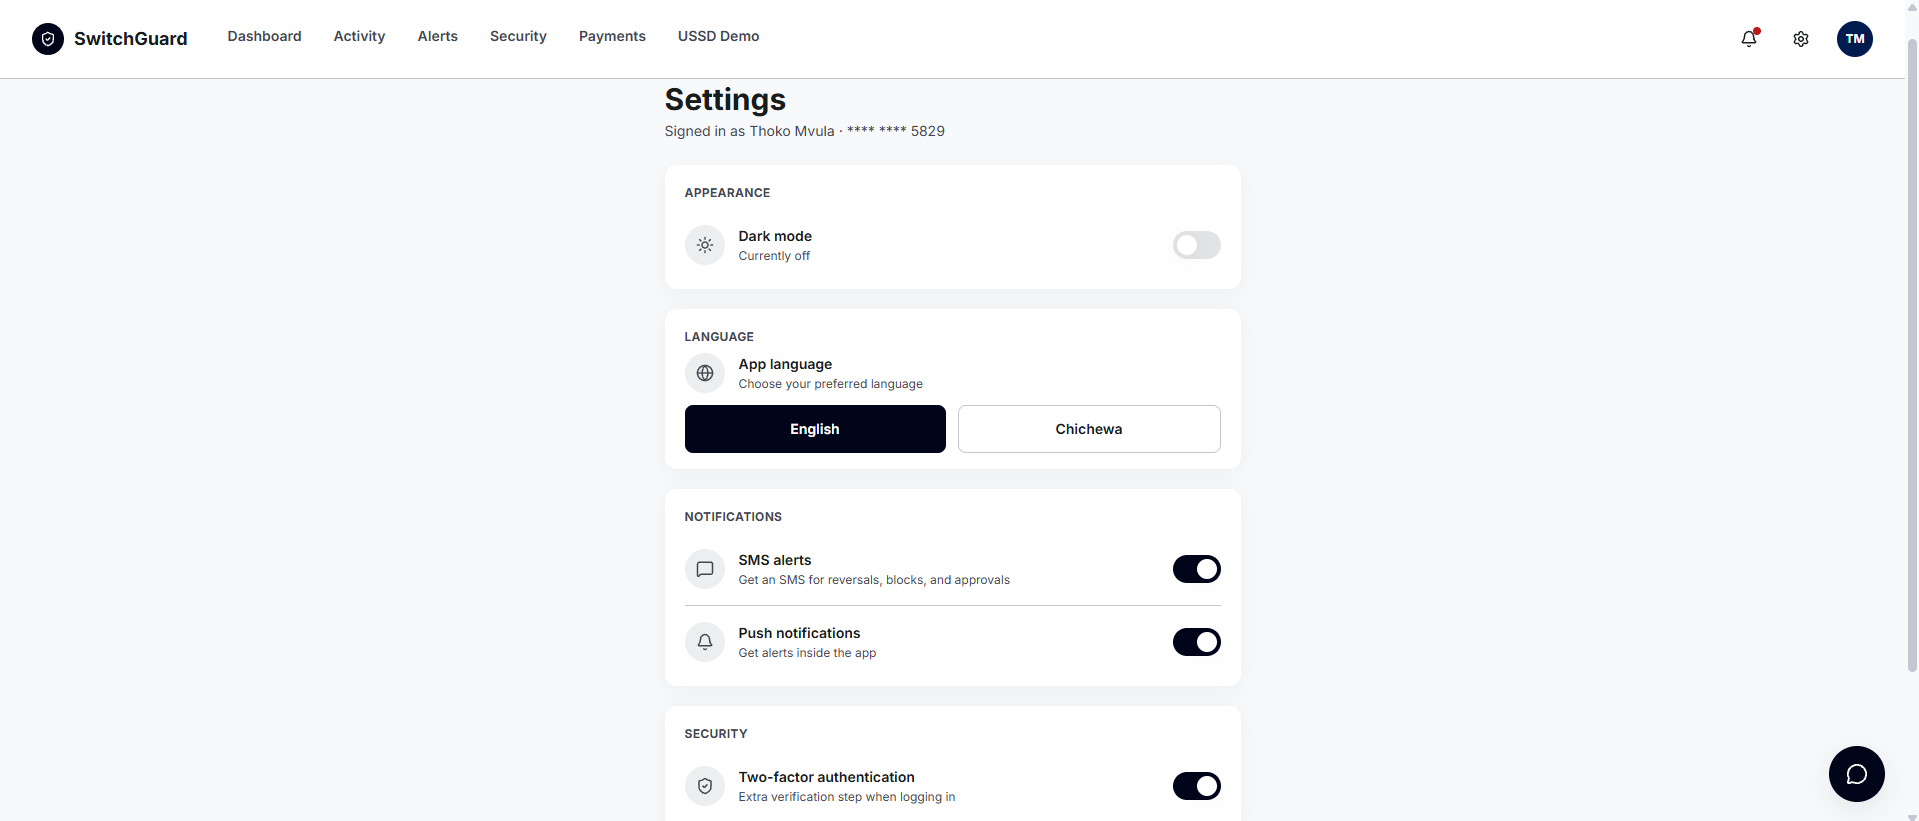 SwitchGuard
Dashboard
Activity
Alerts
Security
Payments
USSD Demo
TM
Settings
Signed in as Thoko Mvula · **** **** 5829
APPEARANCE
Dark mode
Currently off
LANGUAGE
App language
Choose your preferred language
English
Chichewa
NOTIFICATIONS
SMS alerts
Get an SMS for reversals, blocks, and approvals
Push notifications
Get alerts inside the app
SECURITY
Two-factor authentication
Extra verification step when logging in